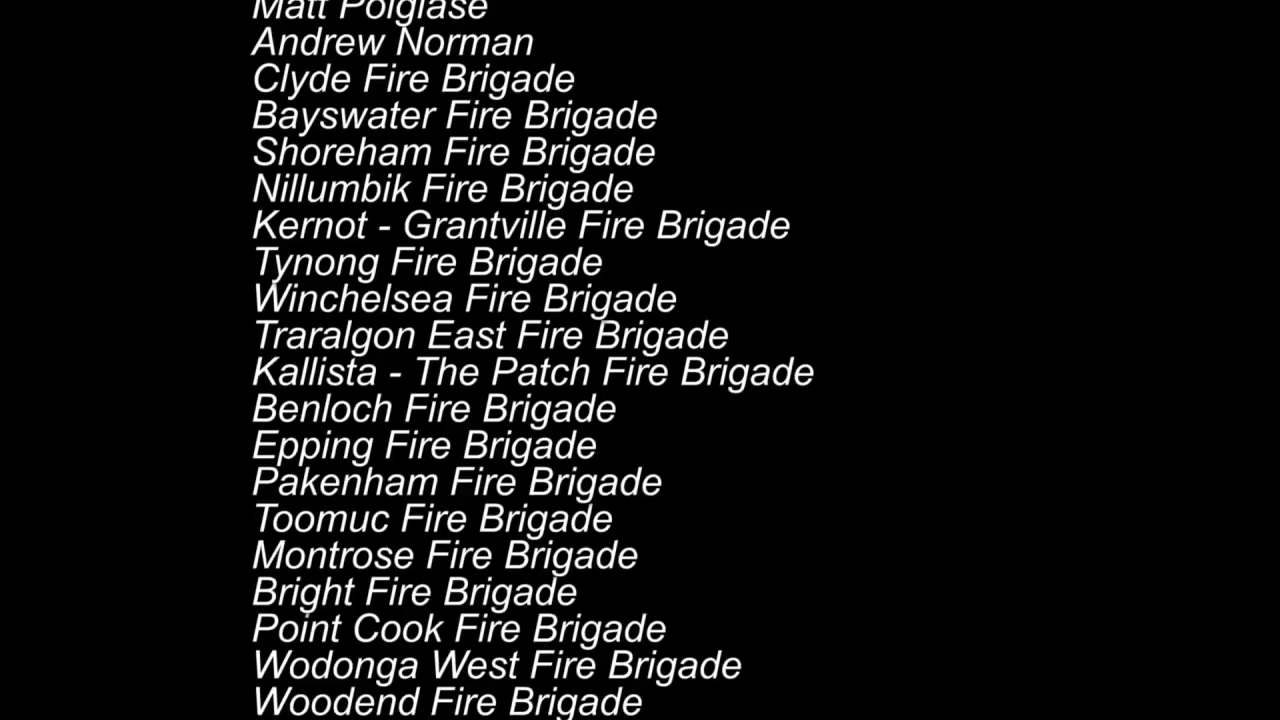 Matt Polglase
Andrew Norman
Clyde Fire Brigade
Bayswater Fire Brigade
Shoreham Fire Brigade
Nillumbik Fire Brigade
Kernot - Grantville Fire Brigade
Tynong Fire Brigade
Winchelsea Fire Brigade
Traralgon East Fire Brigade
Kallista - The Patch Fire Brigade
Benloch Fire Brigade
Epping Fire Brigade
Pakenham Fire Brigade
Toomuc Fire Brigade
Montrose Fire Brigade
Bright Fire Brigade
Point Cook Fire Brigade
Wodonga West Fire Brigade
Woodend Fire Brigade